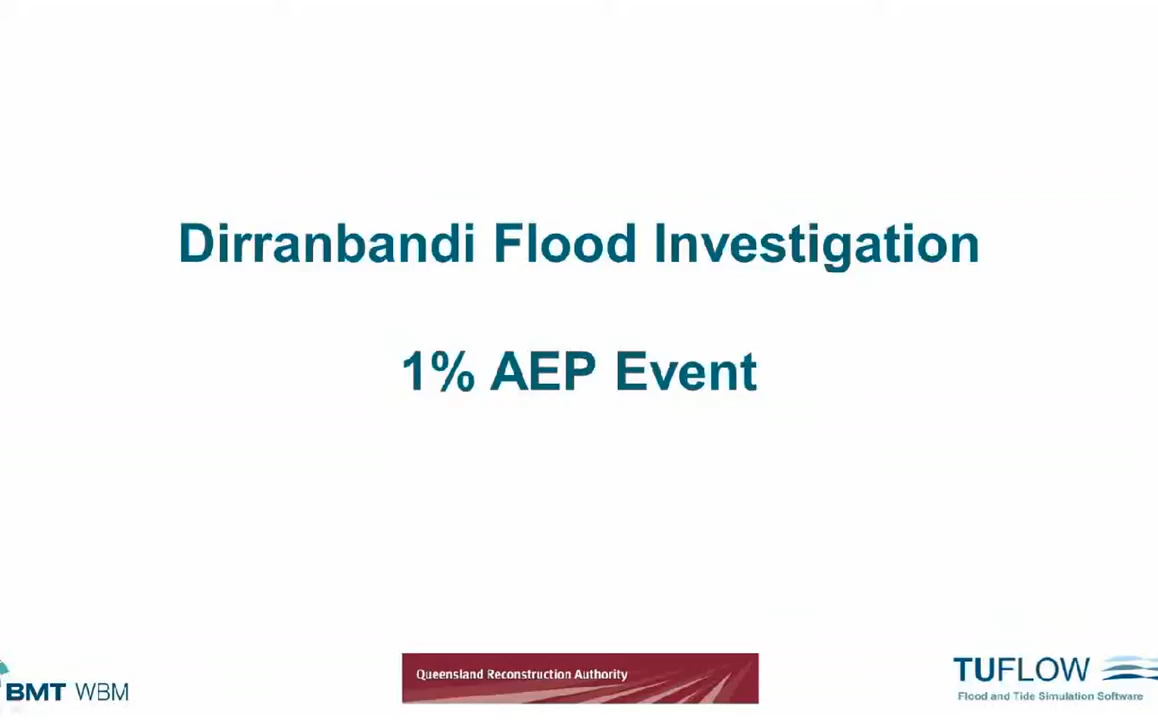 Dirranbandi Flood Investigation
1% AEP Event
BMT WBM
Queensland Reconstruction Authority
TUFLOW
Flood and Tide Simulation Software